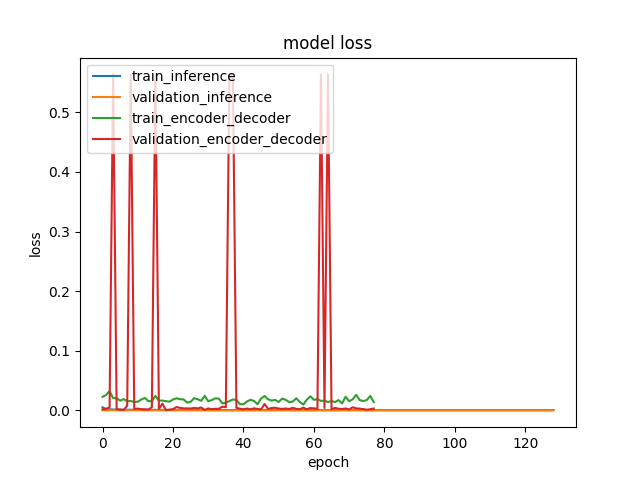 model loss
train_inference
validation_inference
train_encoder_decoder
validation_encoder_decoder
0.5
0.4
0.3
0.2
0.1
0.0
loss
0 20 40 60 80 100 120
epoch